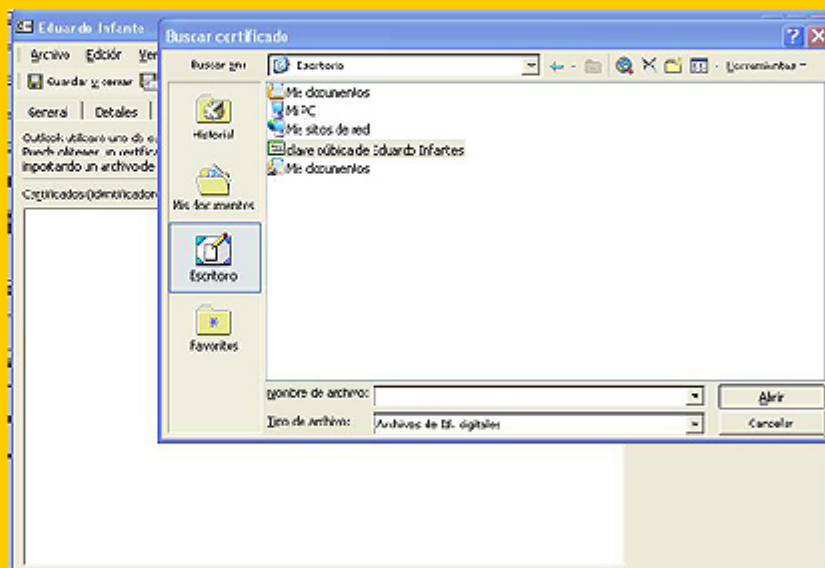 Eduardo Infante
Buscar certificado
Archivo Edición Ver
Guardar y cerrar
General Detalles
Outlook utilizará uno de
Puede obtener un certific
importando un archivo de
Certificados (Identificador
Buscar en: Escritorio
Herramientas
Historial
Mis documentos
Escritorio
Favoritos
Mis documentos
Mi PC
Mis sitios de red
clave pública de Eduardo Infantes
Mis documentos
Nombre de archivo:
Abrir
Tipo de archivo: Archivos de Id. digitales
Cancelar